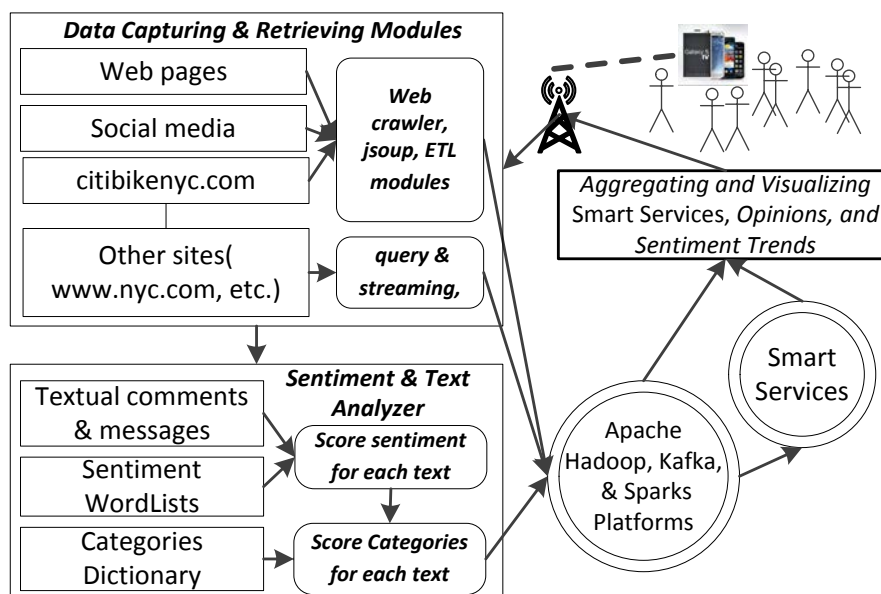 Data Capturing & Retrieving Modules
Web pages
Social media
citibikenyc.com
Other sites(
www.nyc.com, etc.)
Web
crawler,
jsoup, ETL
modules
query &
streaming,
Galaxy S
TV
Aggregating and Visualizing
Smart Services, Opinions, and
Sentiment Trends
Smart
Services
Apache
Hadoop, Kafka,
& Sparks
Platforms
Sentiment & Text
Analyzer
Textual comments
& messages
Sentiment
WordLists
Categories
Dictionary
Score sentiment
for each text
Score Categories
for each text